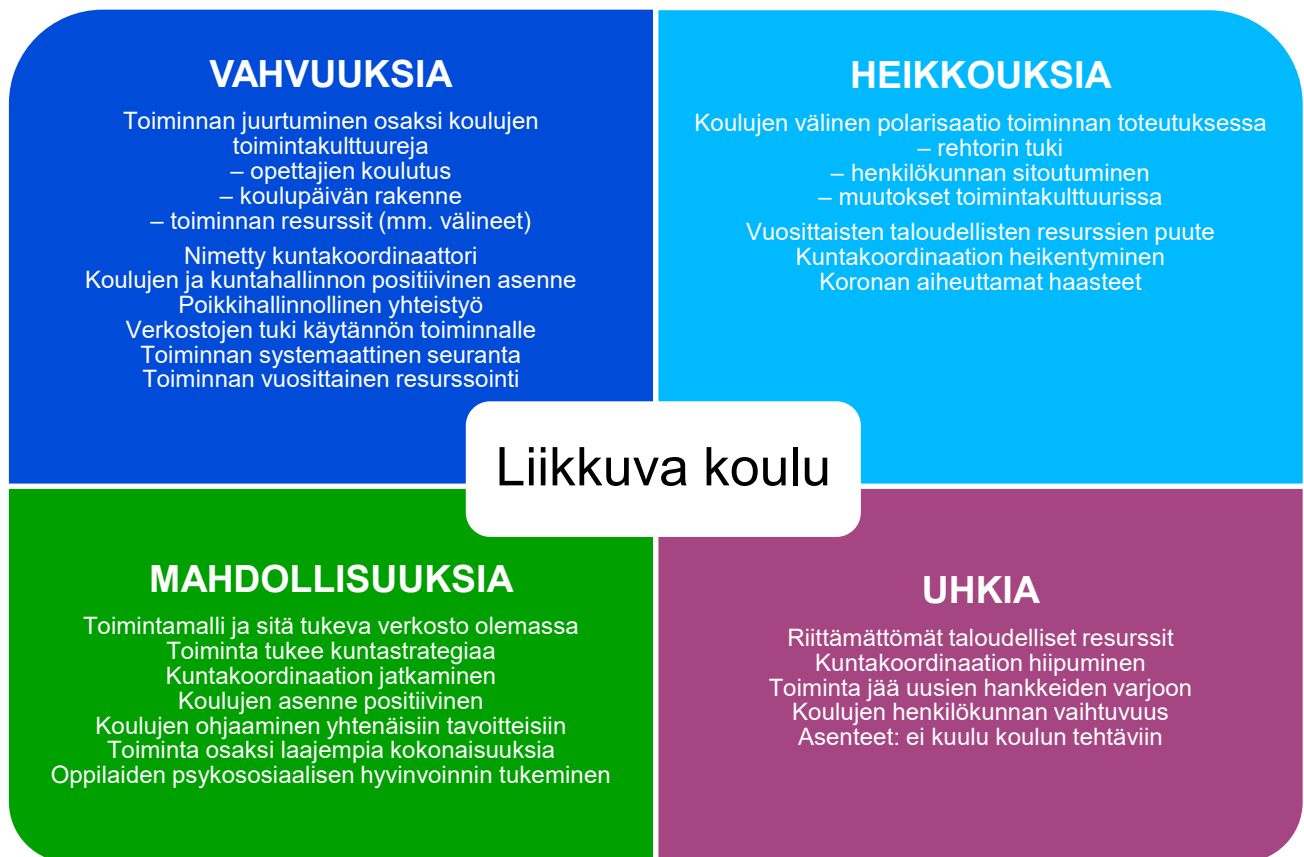 VAHVUUKSIA
Toiminnan juurtuminen osaksi koulujen
toimintakulttuureja
– opettajien koulutus
– koulupäivän rakenne
– toiminnan resurssit (mm. välineet)
Nimetty kuntakoordinaattori
Koulujen ja kuntahallinnon positiivinen asenne
Poikkihallinnollinen yhteistyö
Verkostojen tuki käytännön toiminnalle
Toiminnan systemaattinen seuranta
Toiminnan vuosittainen resurssointi
HEIKKOUKSIA
Koulujen välinen polarisaatio toiminnan toteutuksessa
– rehtorin tuki
– henkilökunnan sitoutuminen
– muutokset toimintakulttuurissa
Vuosittaisten taloudellisten resurssien puute
Kuntakoordinaation heikentyminen
Koronan aiheuttamat haasteet
Liikkuva koulu
MAHDOLLISUUKSIA
Toimintamalli ja sitä tukeva verkosto olemassa
Toiminta tukee kuntastrategiaa
Kuntakoordinaation jatkaminen
Koulujen asenne positiivinen
Koulujen ohjaaminen yhtenäisiin tavoitteisiin
Toiminta osaksi laajempia kokonaisuuksia
Oppilaiden psykososiaalisen hyvinvoinnin tukeminen
UHKIA
Riittämättömät taloudelliset resurssit
Kuntakoordinaation hiipuminen
Toiminta jää uusien hankkeiden varjoon
Koulujen henkilökunnan vaihtuvuus
Asenteet: ei kuulu koulun tehtäviin